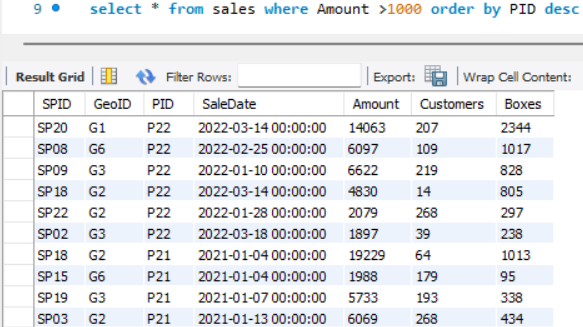 9 select * from sales where Amount >1000 order by PID desc
Result Grid Filter Rows: Export: Wrap Cell Content:
SPID GeoID PID SaleDate Amount Customers Boxes
SP20 G1 P22 2022-03-14 00:00:00 14063 207 2344
SP08 G6 P22 2022-02-25 00:00:00 6097 109 1017
SP09 G3 P22 2022-01-10 00:00:00 6622 219 828
SP18 G2 P22 2022-03-14 00:00:00 4830 14 805
SP22 G2 P22 2022-01-28 00:00:00 2079 268 297
SP02 G3 P22 2022-03-18 00:00:00 1897 39 238
SP18 G2 P21 2021-01-04 00:00:00 19229 64 1013
SP15 G6 P21 2021-01-04 00:00:00 1988 179 95
SP19 G3 P21 2021-01-07 00:00:00 5733 193 338
SP03 G2 P21 2021-01-13 00:00:00 6069 268 434